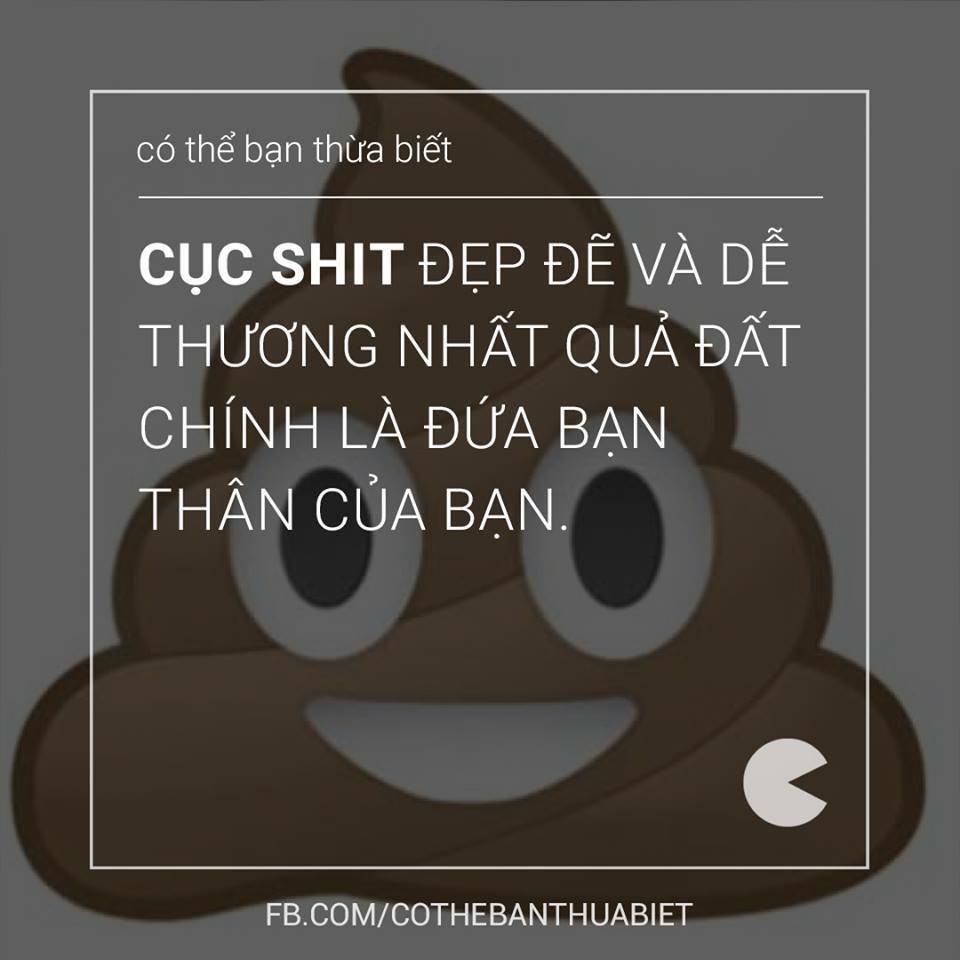 có thể bạn thừa biết
CỤC SHIT ĐẸP ĐẼ VÀ DỄ
THƯƠNG NHẤT QUẢ ĐẤT
CHÍNH LÀ ĐỨA BẠN
THÂN CỦA BẠN.
FB.COM/COTHEBANTHUABIET